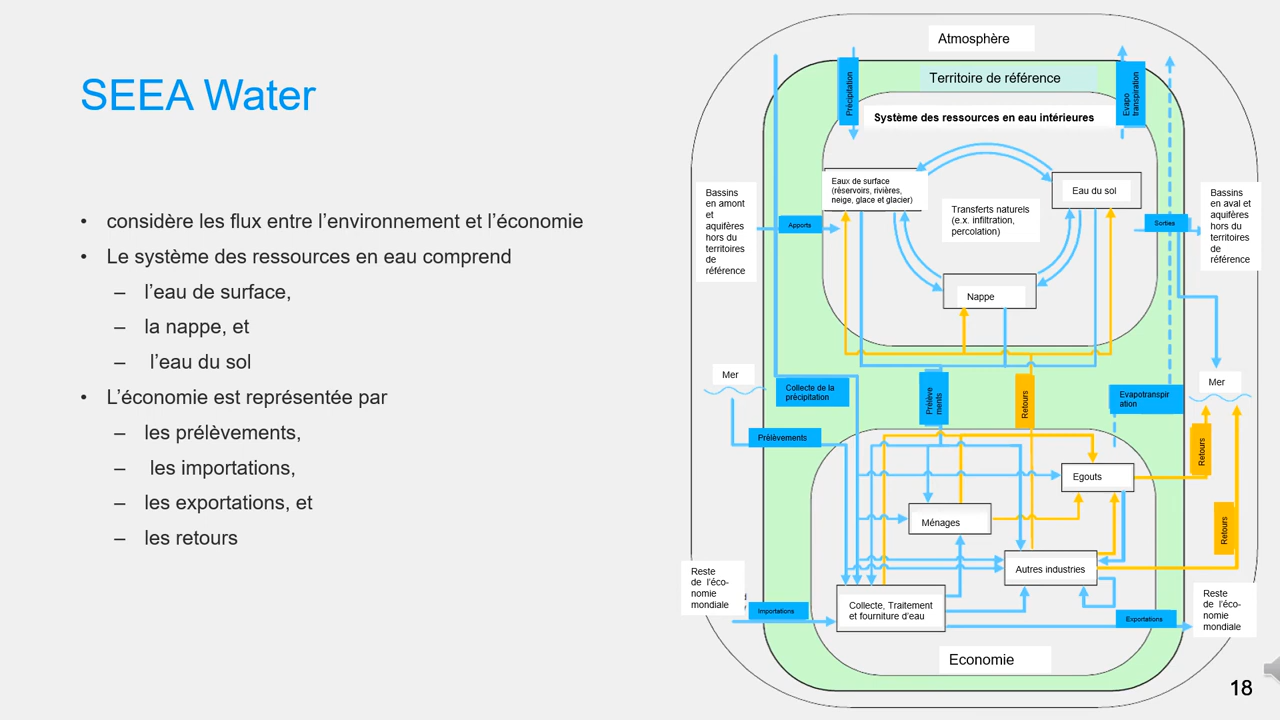 SEEA Water
• considère les flux entre l’environnement et l’économie
• Le système des ressources en eau comprend
– l’eau de surface,
– la nappe, et
– l’eau du sol
• L’économie est représentée par
– les prélèvements,
– les importations,
– les exportations, et
– les retours
Atmosphère
Territoire de référence
Précipitation
Evapo
transpiration
Système des ressources en eau intérieures
Eaux de surface
(réservoirs, rivières,
neige, glace et glacier)
Eau du sol
Transferts naturels
(e.x. infiltration,
percolation)
Nappe
Bassins
en amont
et
aquifères
hors du
territoires
de
référence
Apports
Sorties
Bassins
en aval et
aquifères
hors du
territoires
de
référence
Mer
Collecte de la
précipitation
Prélève
ments
Retours
Evapotranspir
ation
Mer
Prélèvements
Retours
Egouts
Ménages
Retours
Autres industries
Reste
de l’éco-
nomie
mondiale
Importations
Collecte, Traitement
et fourniture d’eau
Exportations
Reste
de l’éco-
nomie
mondiale
Economie
18